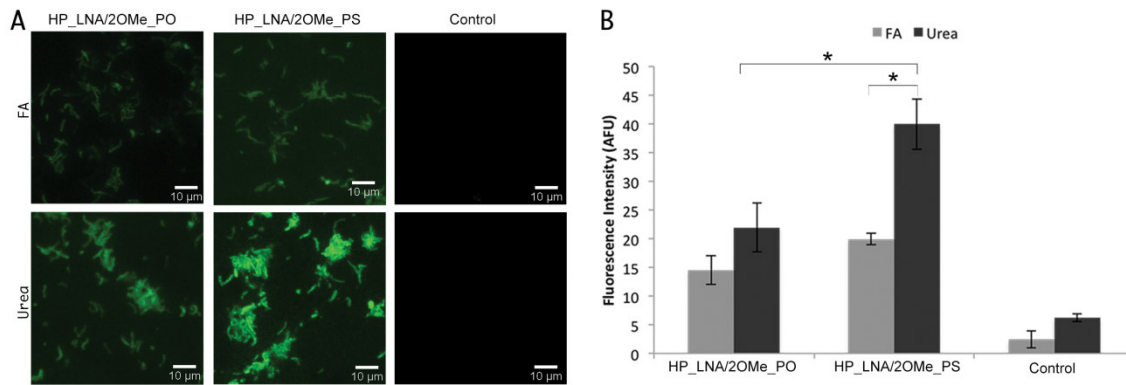 A
HP_LNA/2OMe_PO HP_LNA/2OMe_PS Control
FA
10 µm 10 µm 10 µm
Urea
10 µm 10 µm 10 µm
B
FA Urea
* 
*
Fluorescence Intensity (AFU)
50
45
40
35
30
25
20
15
10
5
0
HP_LNA/2OMe_PO HP_LNA/2OMe_PS Control